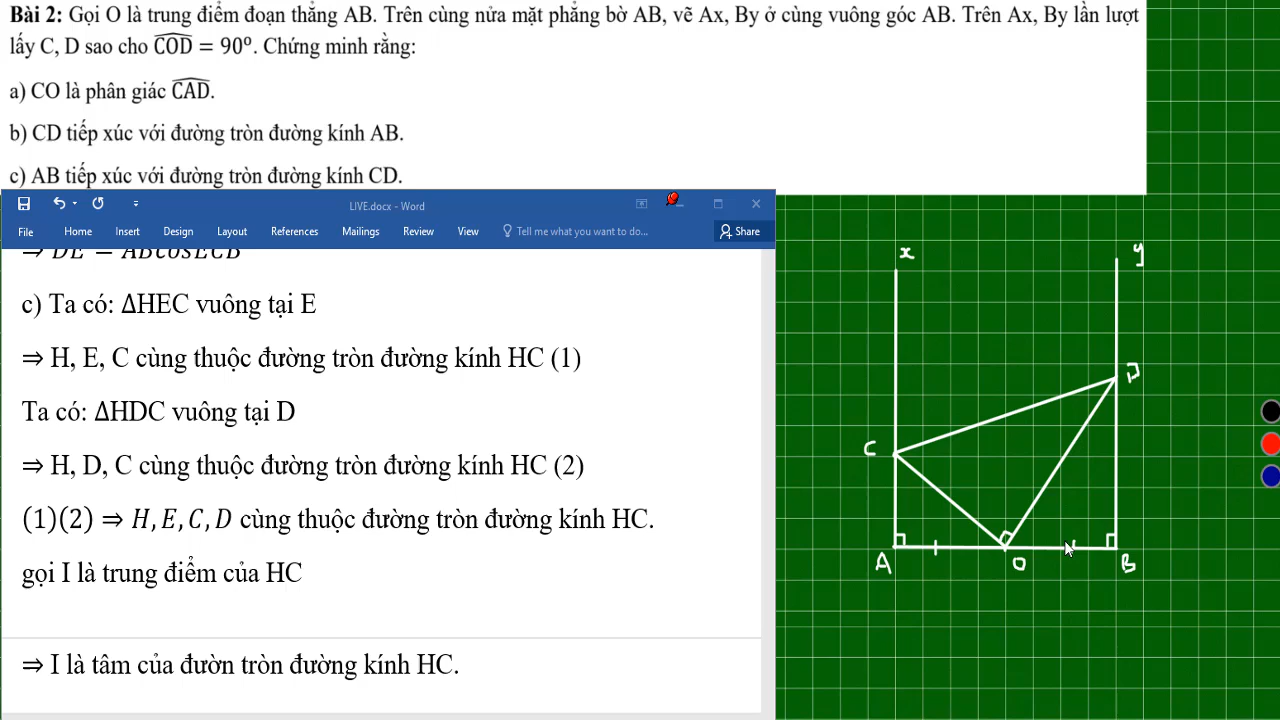 Bài 2: Gọi O là trung điểm đoạn thẳng AB. Trên cùng nửa mặt phẳng bờ AB, vẽ Ax, By ở cùng vuông góc AB. Trên Ax, By lần lượt
lấy C, D sao cho $\widehat{COD}$ = 90°. Chứng minh rằng:
a) CO là phân giác $\widehat{CAD}$.
b) CD tiếp xúc với đường tròn đường kính AB.
c) AB tiếp xúc với đường tròn đường kính CD.
LIVE.docx - Word
File Home Insert Design Layout References Mailings Review View Tell me what you want to do... Share
⇒ DE = ABcosECB
c) Ta có: ΔHEC vuông tại E
⇒ H, E, C cùng thuộc đường tròn đường kính HC (1)
Ta có: ΔHDC vuông tại D
⇒ H, D, C cùng thuộc đường tròn đường kính HC (2)
(1)(2) ⇒ H, E, C, D cùng thuộc đường tròn đường kính HC.
gọi I là trung điểm của HC
⇒ I là tâm của đườn tròn đường kính HC.
x
y
D
C
A
O
B